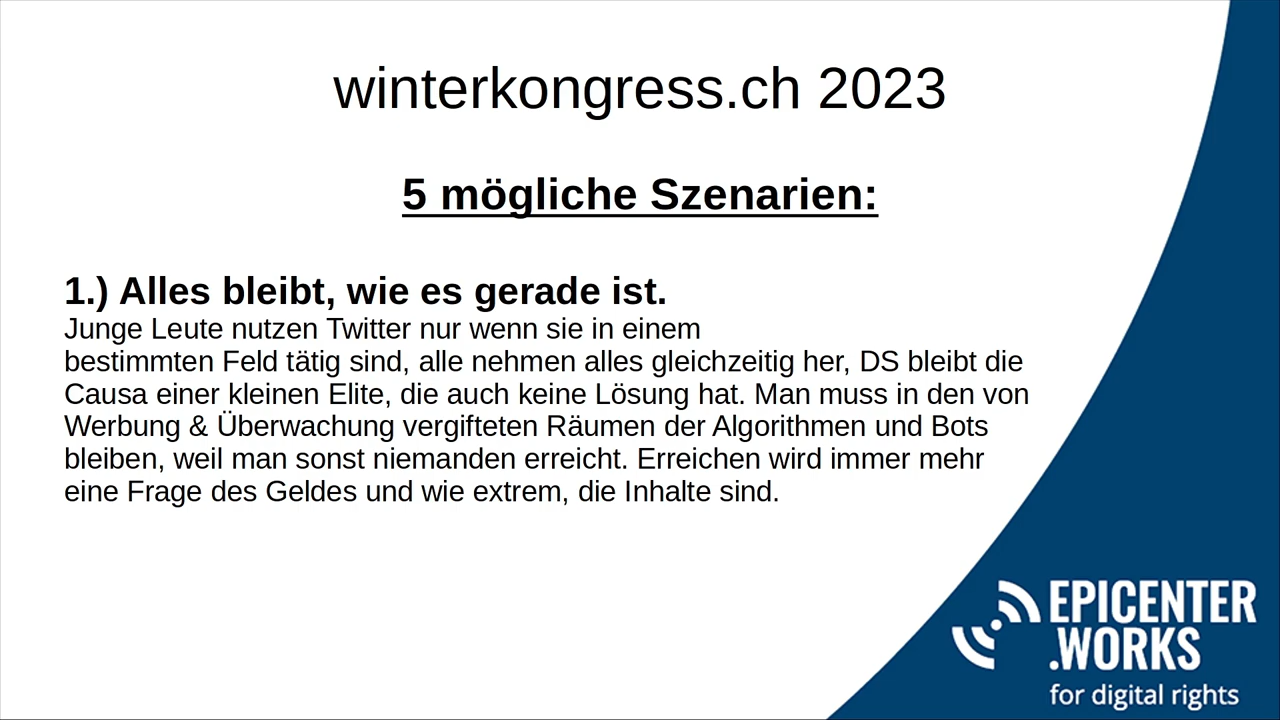 winterkongress.ch 2023
5 mögliche Szenarien:
1.) Alles bleibt, wie es gerade ist.
Junge Leute nutzen Twitter nur wenn sie in einem
bestimmten Feld tätig sind, alle nehmen alles gleichzeitig her, DS bleibt die
Causa einer kleinen Elite, die auch keine Lösung hat. Man muss in den von
Werbung & Überwachung vergifteten Räumen der Algorithmen und Bots
bleiben, weil man sonst niemanden erreicht. Erreichen wird immer mehr
eine Frage des Geldes und wie extrem, die Inhalte sind.
EPICENTER
.WORKS
for digital rights